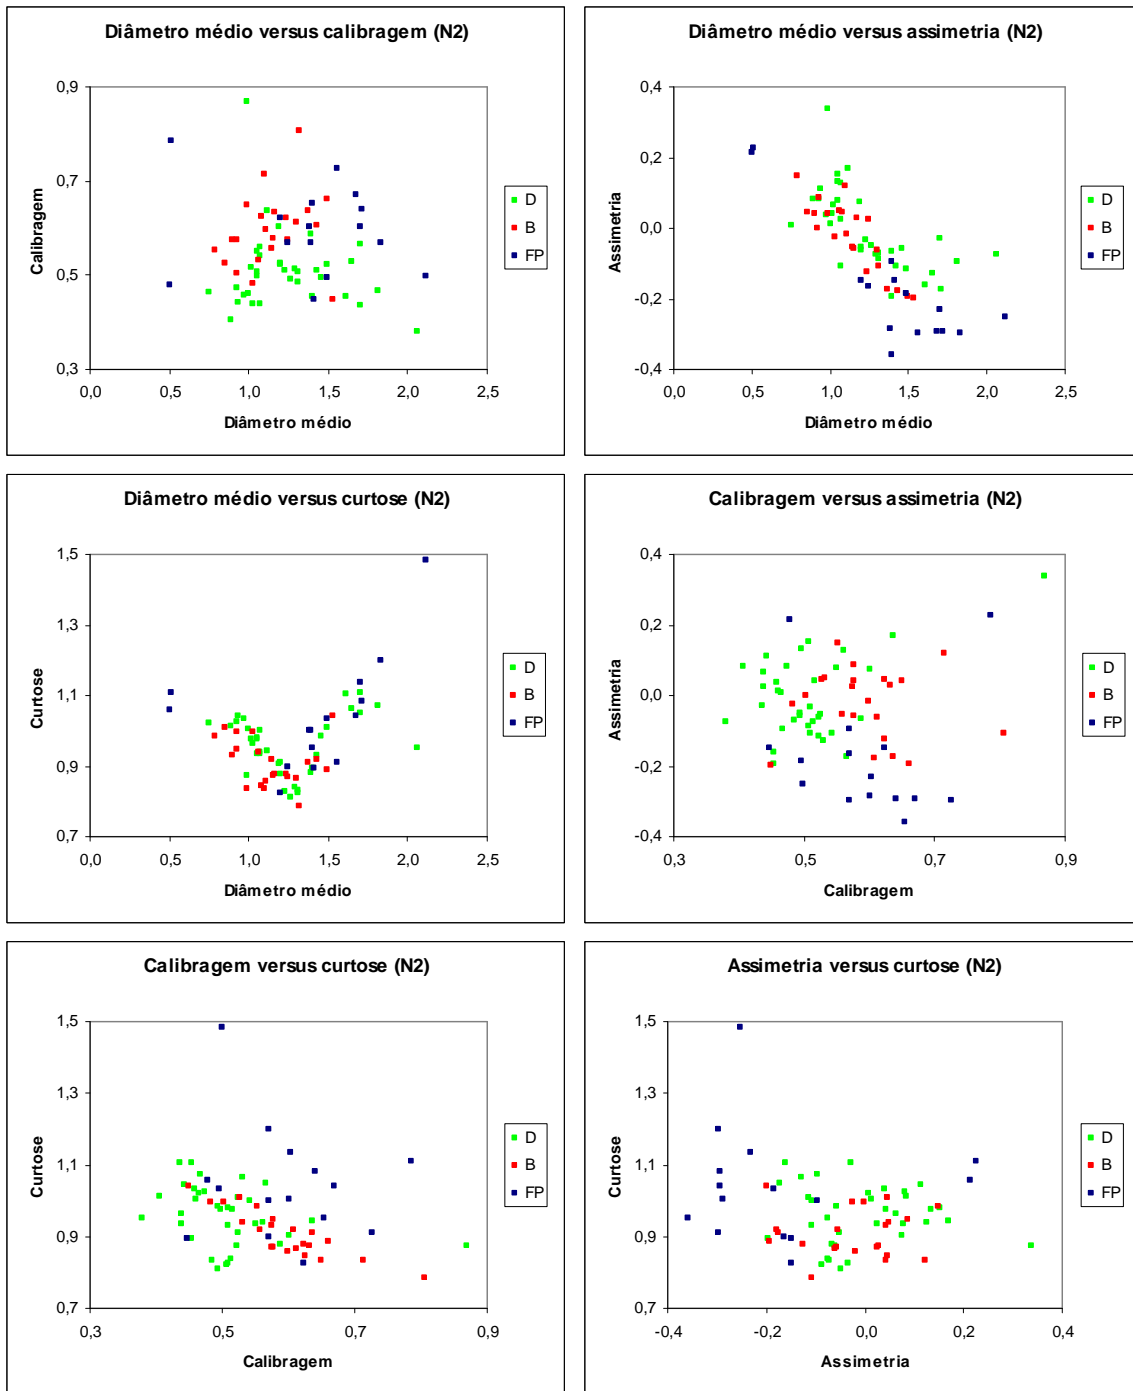 Diâmetro médio versus calibragem (N2)
0,9
0,7
0,5
0,3
Calibragem
0,0 0,5 1,0 1,5 2,0 2,5
Diâmetro médio
D
B
FP
Diâmetro médio versus assimetria (N2)
0,4
0,2
0,0
-0,2
-0,4
Assimetria
0,0 0,5 1,0 1,5 2,0 2,5
Diâmetro médio
D
B
FP
Diâmetro médio versus curtose (N2)
1,5
1,3
1,1
0,9
0,7
Curtose
0,0 0,5 1,0 1,5 2,0 2,5
Diâmetro médio
D
B
FP
Calibragem versus assimetria (N2)
0,4
0,2
0,0
-0,2
-0,4
Assimetria
0,3 0,5 0,7 0,9
Calibragem
D
B
FP
Calibragem versus curtose (N2)
1,5
1,3
1,1
0,9
0,7
Curtose
0,3 0,5 0,7 0,9
Calibragem
D
B
FP
Assimetria versus curtose (N2)
1,5
1,3
1,1
0,9
0,7
Curtose
-0,4 -0,2 0,0 0,2 0,4
Assimetria
D
B
FP